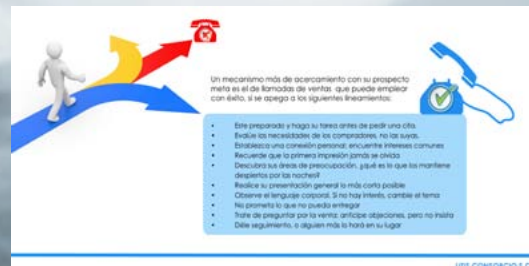 Un mecanismo más de acercamiento con su prospecto
meta es el de llamadas de ventas que puede emplear
con éxito, si se apega a los siguientes lineamientos:
• Este preparado y haga su tarea antes de pedir una cita.
• Evalúe las necesidades de los compradores, no las suyas.
• Establezca una conexión personal; encuentre intereses comunes
• Recuerde que la primera impresión jamás se olvida
• Descubra sus áreas de preocupación, ¿qué es lo que los mantiene
despiertos por las noches?
• Realice su presentación general lo más corta posible
• Observe el lenguaje corporal. Si no hay interés, cambie el tema
• No prometa lo que no pueda entregar
• Trate de preguntar por la venta; anticipe objeciones, pero no insista
• Déle seguimiento, o alguien más lo hará en su lugar